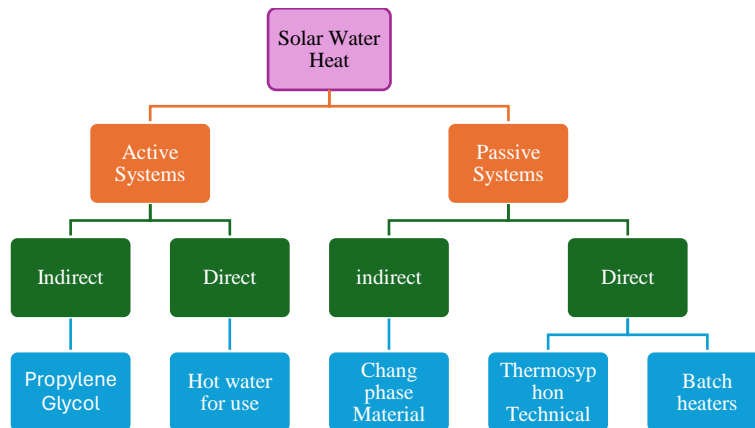 Solar Water
Heat
Active
Systems
Passive
Systems
Indirect
Direct
indirect
Direct
Propylene
Glycol
Hot water
for use
Chang
phase
Material
Thermosyp
hon
Technical
Batch
heaters